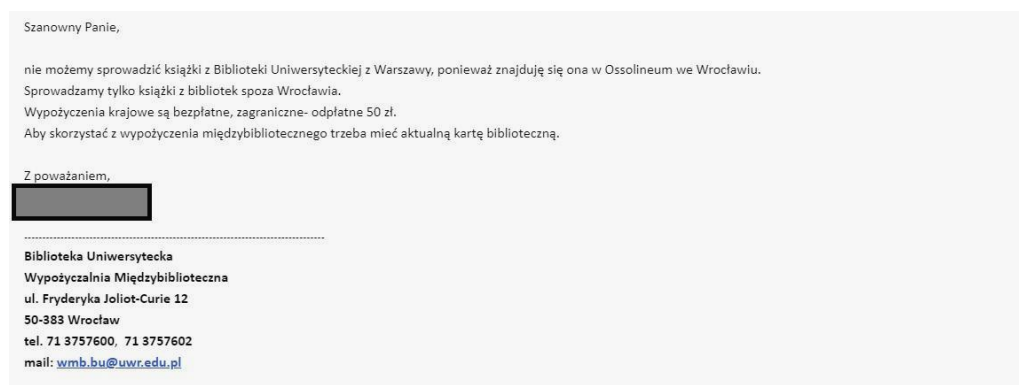 Szanowny Panie,
nie możemy sprowadzić książki z Biblioteki Uniwersyteckiej z Warszawy, ponieważ znajduję się ona w Ossolineum we Wrocławiu.
Sprowadzamy tylko książki z bibliotek spoza Wrocławia.
Wypożyczenia krajowe są bezpłatne, zagraniczne- odpłatne 50 zł.
Aby skorzystać z wypożyczenia międzybibliotecznego trzeba mieć aktualną kartę biblioteczną.
Z poważaniem,
--------------------------------------------------------------------------------
Biblioteka Uniwersytecka
Wypożyczalnia Międzybiblioteczna
ul. Fryderyka Joliot-Curie 12
50-383 Wrocław
tel. 71 3757600, 71 3757602
mail: wmb.bu@uwr.edu.pl